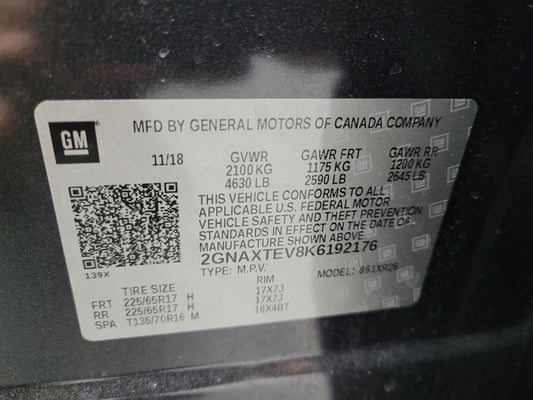 GM
MFD BY GENERAL MOTORS OF CANADA COMPANY
11/18 GVWR GAWR FRT GAWR RR
2100 KG 1175 KG 1200 KG
4630 LB 2590 LB 2645 LB
THIS VEHICLE CONFORMS TO ALL
APPLICABLE U.S. FEDERAL MOTOR
VEHICLE SAFETY AND THEFT PREVENTION
STANDARDS IN EFFECT ON THE DATE OF
MANUFACTURE.
139X
2GNAXTEV8K6192176
TYPE: M.P.V. MODEL: 861XR26
TIRE SIZE RIM
FRT 225/65R17 H 17X7J
RR 225/65R17 H 17X7J
SPA T135/70R16 M 16X4BT